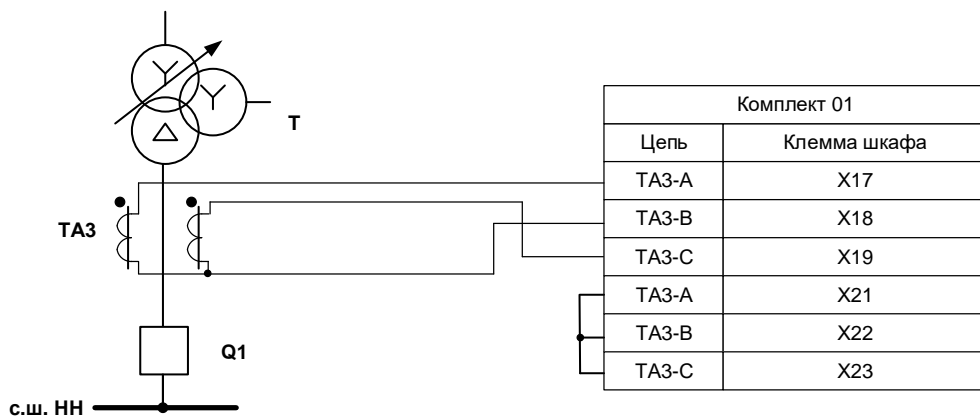 T
Комплект 01
Цепь Клемма шкафа
ТА3-А X17
ТА3-В X18
ТА3-С X19
ТА3-А X21
ТА3-В X22
ТА3-С X23
ТА3
Q1
с.ш. НН